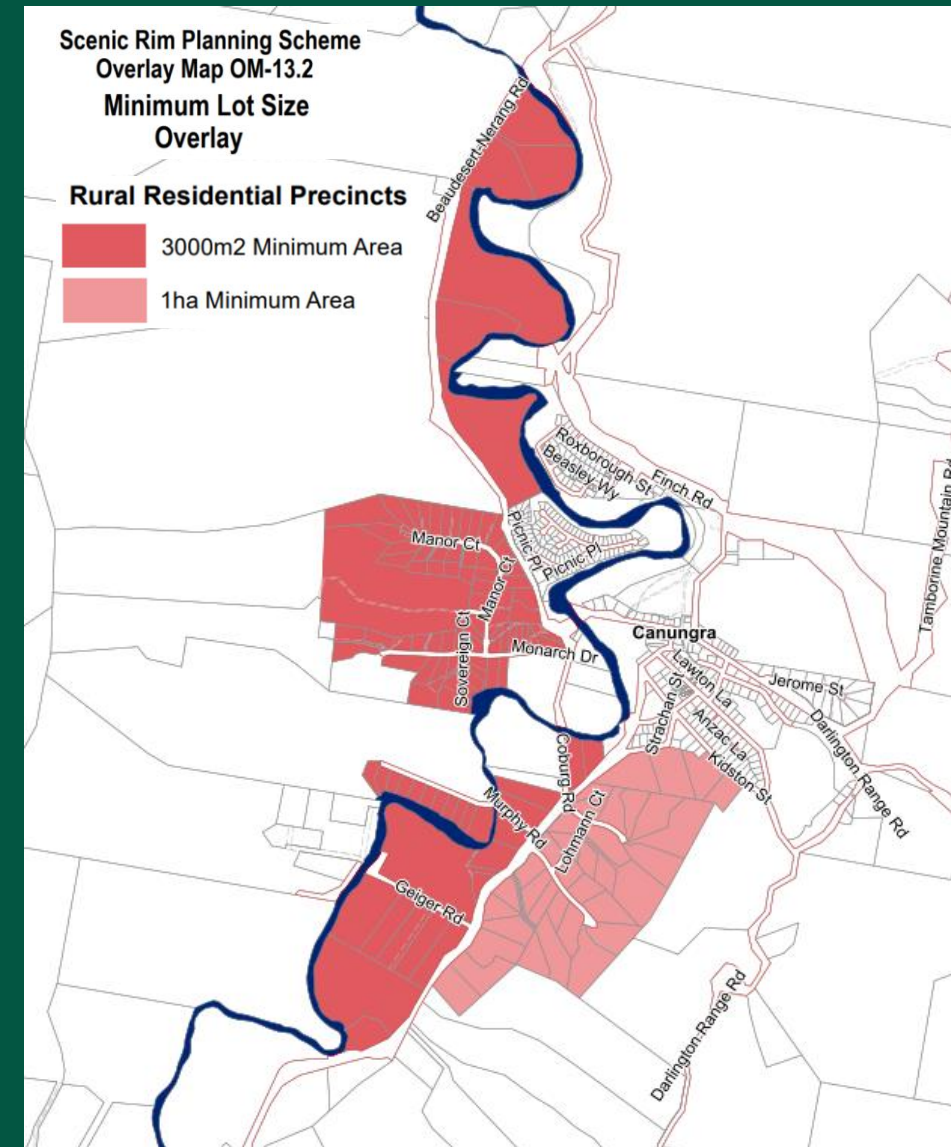 Scenic Rim Planning Scheme
Overlay Map OM-13.2
Minimum Lot Size
Overlay
Rural Residential Precincts
3000m2 Minimum Area
1ha Minimum Area
Beaudesert-Nerang Rd
Roxborough St
Beasley Wy
Finch Rd
Tamborine Mountain Rd
Picnic Pl
Picnic Pl
Manor Ct
Manor Ct
Sovereign Ct
Monarch Dr
Canungra
Lawton La
Jerome St
Strachan St
Anzac La
Kidston St
Darlington Range Rd
Coburg Rd
Murphy Rd
Lohmann Ct
Geiger Rd
Darlington-Range Rd